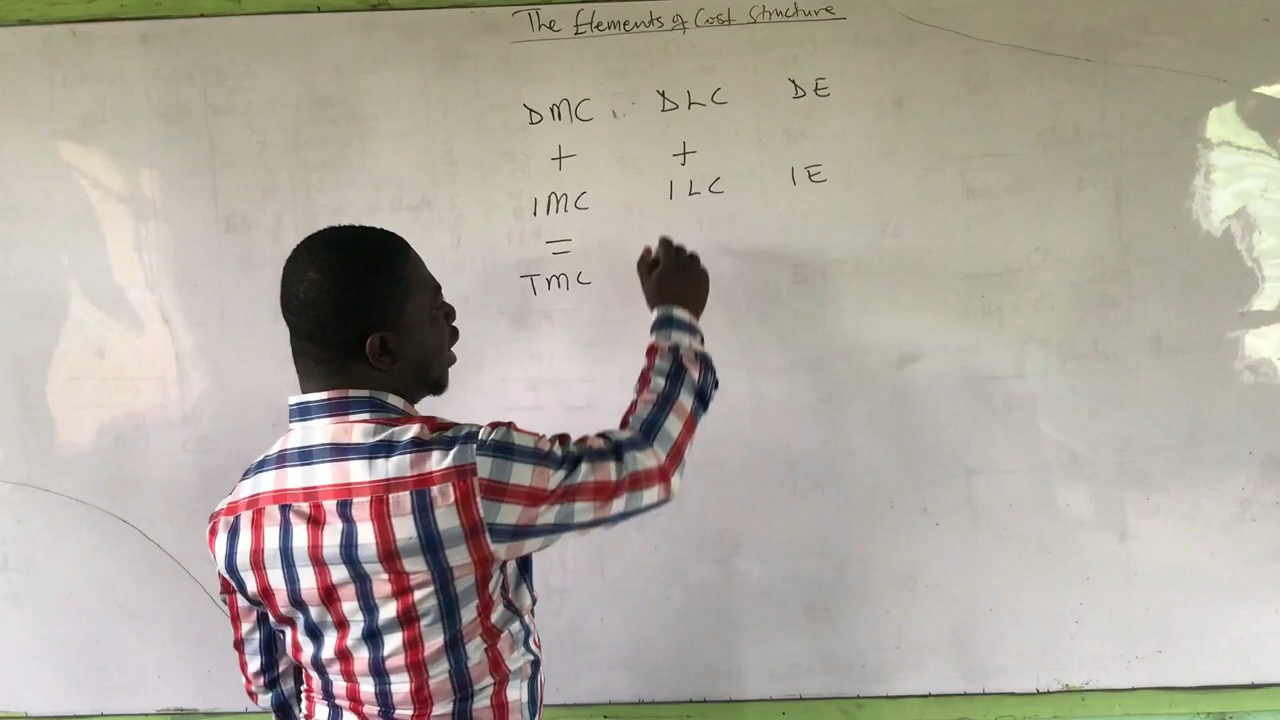 The Elements of Cost Structure
DMC DLC DE
+ +
IMC ILC IE
=
TMC